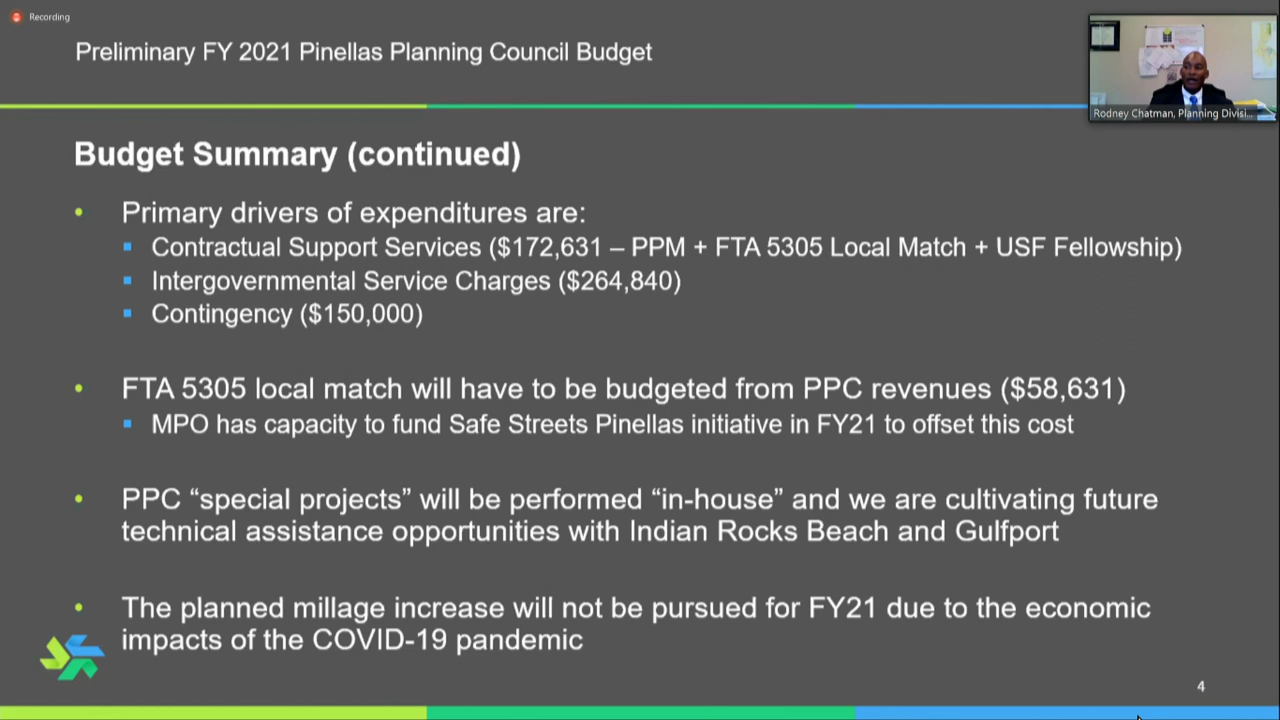 Recording
Preliminary FY 2021 Pinellas Planning Council Budget
Rodney Chatman, Planning Divisi...
Budget Summary (continued)
• Primary drivers of expenditures are:
▪ Contractual Support Services ($172,631 – PPM + FTA 5305 Local Match + USF Fellowship)
▪ Intergovernmental Service Charges ($264,840)
▪ Contingency ($150,000)
• FTA 5305 local match will have to be budgeted from PPC revenues ($58,631)
▪ MPO has capacity to fund Safe Streets Pinellas initiative in FY21 to offset this cost
• PPC “special projects” will be performed “in-house” and we are cultivating future
technical assistance opportunities with Indian Rocks Beach and Gulfport
• The planned millage increase will not be pursued for FY21 due to the economic
impacts of the COVID-19 pandemic
4